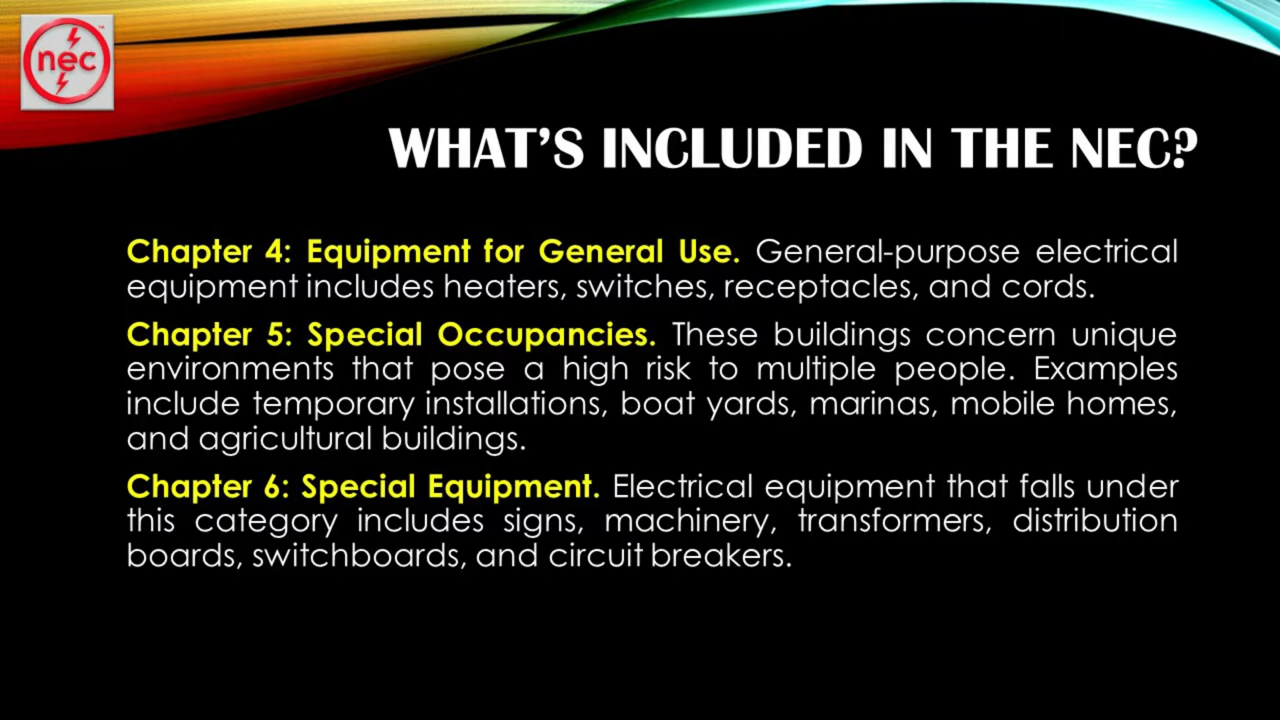 nec
WHAT'S INCLUDED IN THE NEC?
Chapter 4: Equipment for General Use. General-purpose electrical
equipment includes heaters, switches, receptacles, and cords.
Chapter 5: Special Occupancies. These buildings concern unique
environments that pose a high risk to multiple people. Examples
include temporary installations, boat yards, marinas, mobile homes,
and agricultural buildings.
Chapter 6: Special Equipment. Electrical equipment that falls under
this category includes signs, machinery, transformers, distribution
boards, switchboards, and circuit breakers.